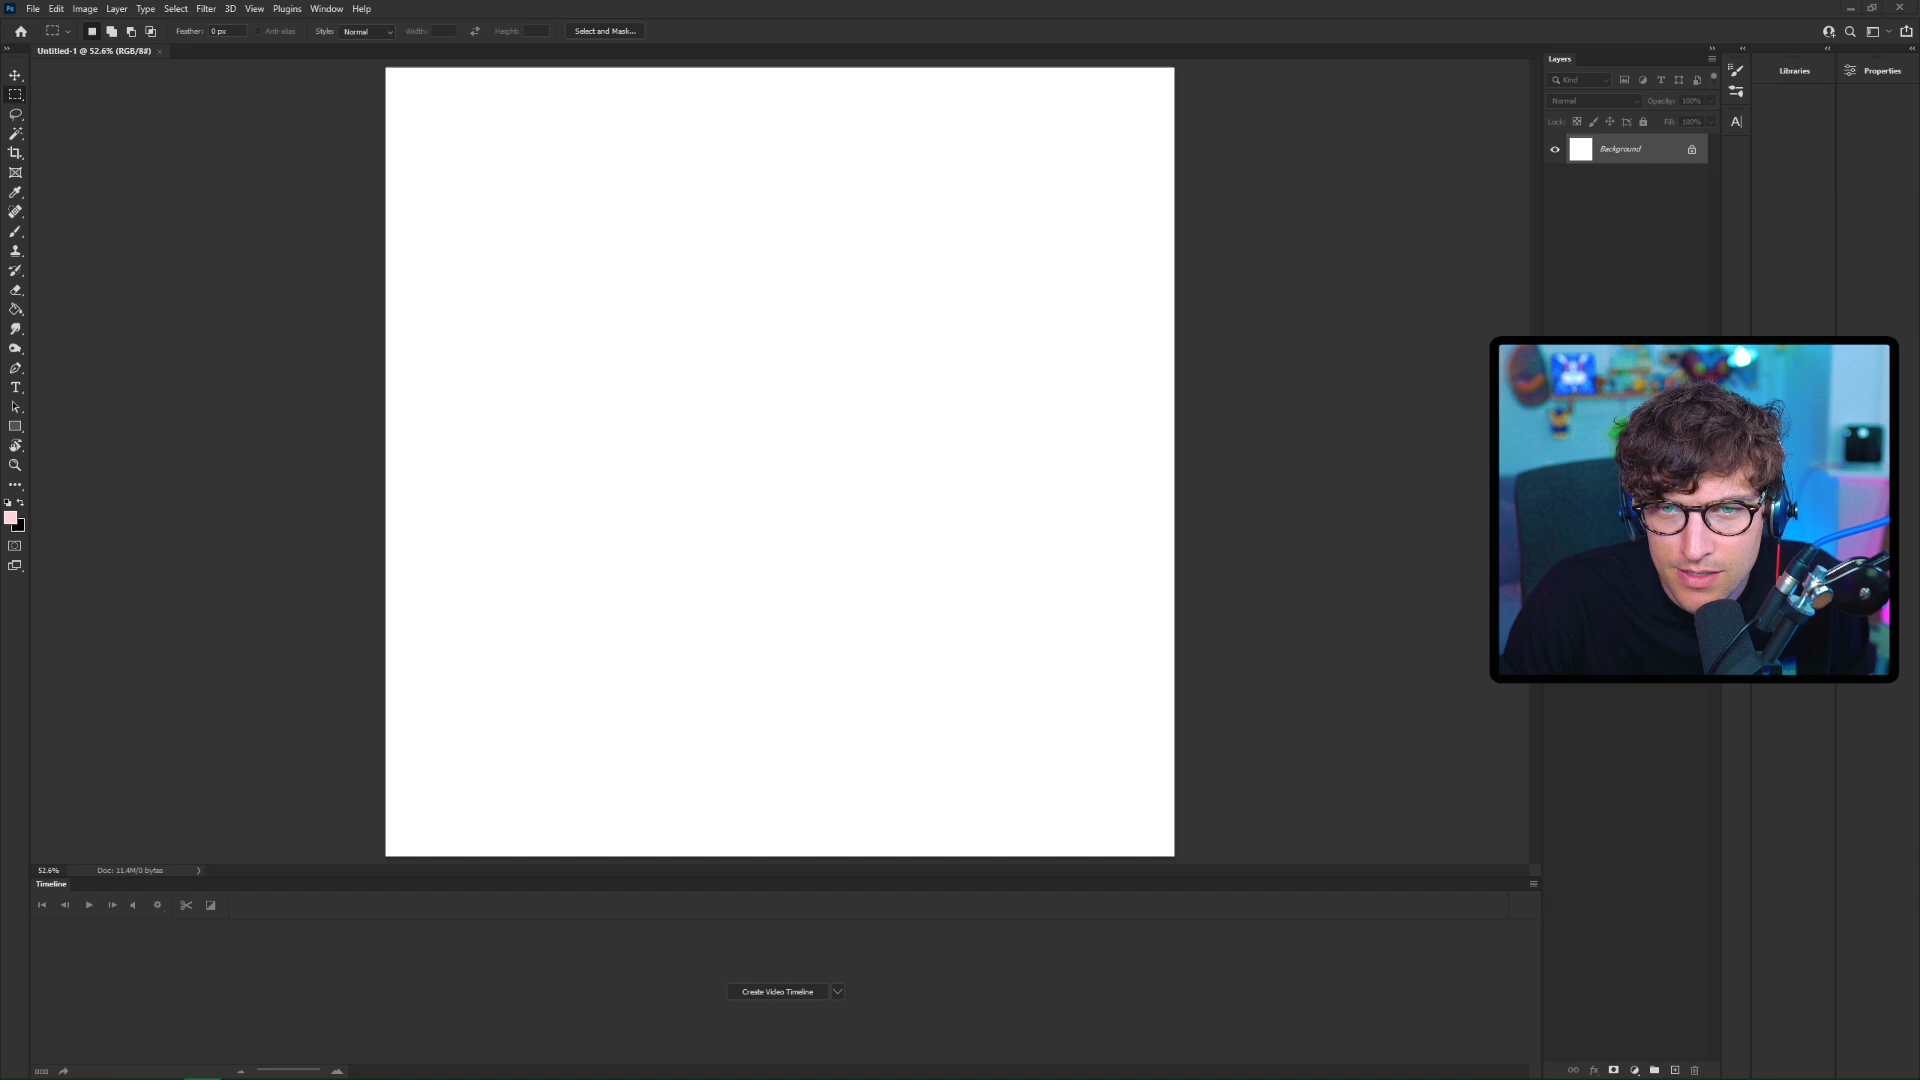 Ps File Edit Image Layer Type Select Filter 3D View Plugins Window Help
Feather: 0 px Anti-alias Style: Normal Width: Height: Select and Mask...
Untitled-1 @ 52.6% (RGB/8#) ×
Layers
Kind
Normal Opacity: 100%
Lock: Fill: 100%
Background
Libraries
Properties
52.6% Doc: 11.4M/0 bytes
Timeline
Create Video Timeline